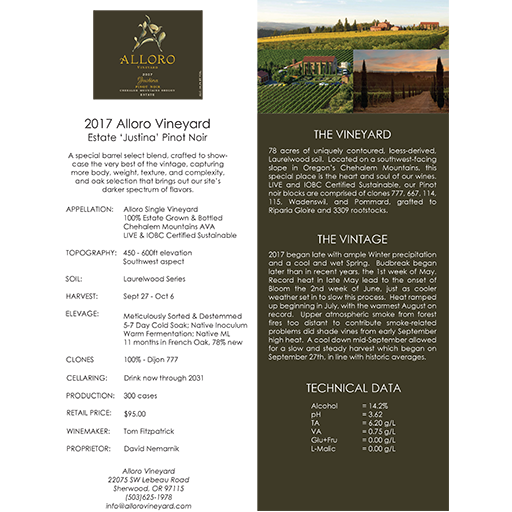 ALLORO
VINEYARD
2017
Justina
PINOT NOIR
CHEHALEM MOUNTAINS
ESTATE
2017 Alloro Vineyard
Estate 'Justina' Pinot Noir
A special barrel select blend, crafted to show-
case the very best of the vintage, capturing
more body, weight, texture, and complexity,
and oak selection that brings out our site's
darker spectrum of flavors.
APPELLATION: Alloro Single Vineyard
100% Estate Grown & Bottled
Chehalem Mountains AVA
LIVE & IOBC Certified Sustainable
TOPOGRAPHY: 450 - 600ft elevation
Southwest aspect
SOIL: Laurelwood Series
HARVEST: Sept 27 - Oct 6
ELEVAGE: Meticulously Sorted & Destemmed
5-7 Day Cold Soak; Native Inoculum
Warm Fermentation; Native ML
11 months in French Oak, 78% new
CLONES 100% - Dijon 777
CELLARING: Drink now through 2031
PRODUCTION: 300 cases
RETAIL PRICE: $95.00
WINEMAKER: Tom Fitzpatrick
PROPRIETOR: David Nemarnik
Alloro Vineyard
22075 SW Lebeau Road
Sherwood, OR 97115
(503)625-1978
info@allorovineyard.com
THE VINEYARD
78 acres of uniquely contoured, loess-derived,
Laurelwood soil. Located on a southwest-facing
slope in Oregon's Chehalem Mountains, this
special place is the heart and soul of our wines.
LIVE and IOBC Certified Sustainable, our Pinot
noir blocks are comprised of clones 777, 667, 114,
115, Wadenswil, and Pommard, grafted to
Riparia Gloire and 3309 rootstocks.
THE VINTAGE
2017 began late with ample Winter precipitation
and a cool and wet Spring. Budbreak began
later than in recent years, the 1st week of May.
Record heat in late May lead to the onset of
Bloom the 2nd week of June, just as cooler
weather set in to slow this process. Heat ramped
up beginning in July, with the warmest August on
record. Upper atmospheric smoke from forest
fires too distant to contribute smoke-related
problems did shade vines from early September
high heat. A cool down mid-September allowed
for a slow and steady harvest which began on
September 27th, in line with historic averages.
TECHNICAL DATA
Alcohol = 14.2%
pH = 3.62
TA = 6.20 g/L
VA = 0.75 g/L
Glu+Fru = 0.00 g/L
L-Malic = 0.00 g/L